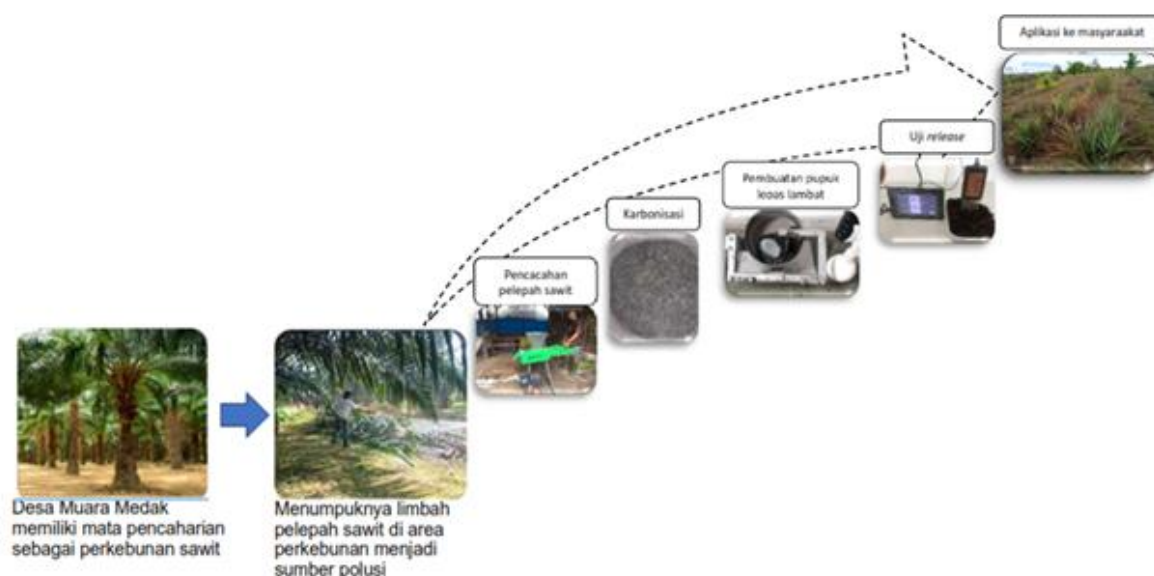 Desa Muara Medak
memiliki mata pencaharian
sebagai perkebunan sawit
Menumpuknya limbah
pelepah sawit di area
perkebunan menjadi
sumber polusi
Pencacahan
pelepah sawit
Karbonisasi
Pembuatan pupuk
lepas lambat
Uji release
Aplikasi ke masyaraakat